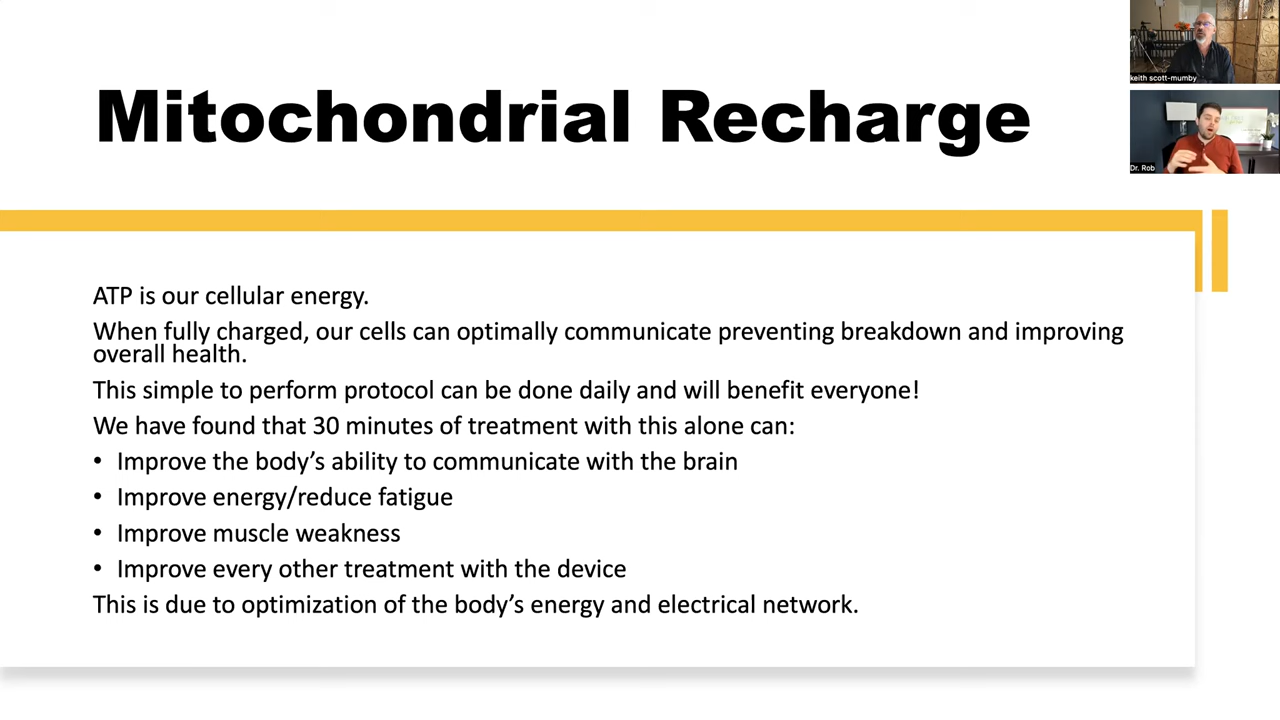 Mitochondrial Recharge
keith scott-mumby
Dr. Rob
ATP is our cellular energy.
When fully charged, our cells can optimally communicate preventing breakdown and improving
overall health.
This simple to perform protocol can be done daily and will benefit everyone!
We have found that 30 minutes of treatment with this alone can:
• Improve the body’s ability to communicate with the brain
• Improve energy/reduce fatigue
• Improve muscle weakness
• Improve every other treatment with the device
This is due to optimization of the body’s energy and electrical network.